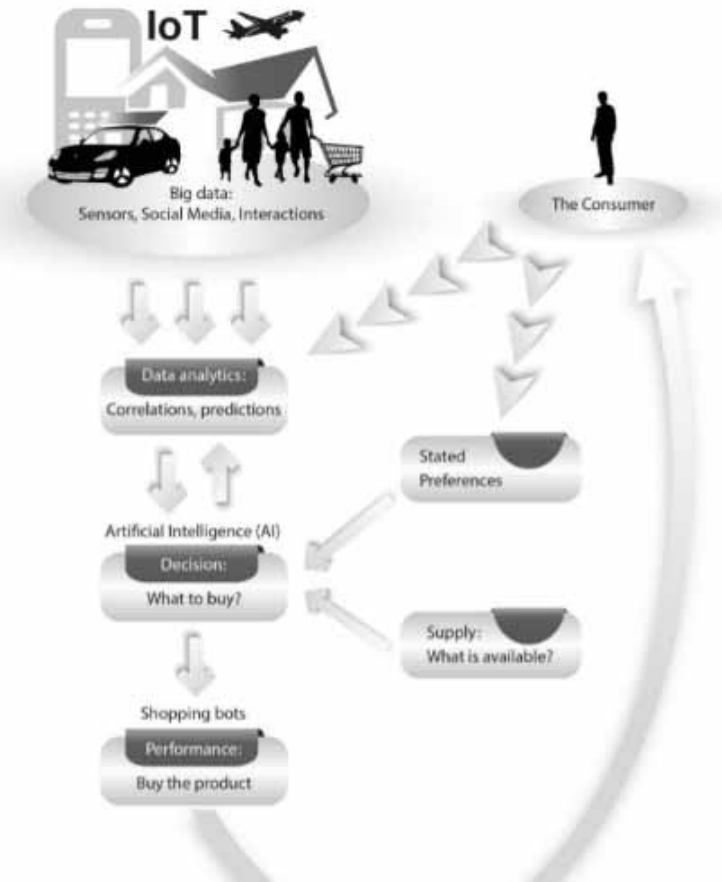 IoT
Big data:
Sensors, Social Media, Interactions
The Consumer
Data analytics:
Correlations, predictions
Stated
Preferences
Artificial Intelligence (AI)
Decision:
What to buy?
Supply:
What is available?
Shopping bots
Performance:
Buy the product